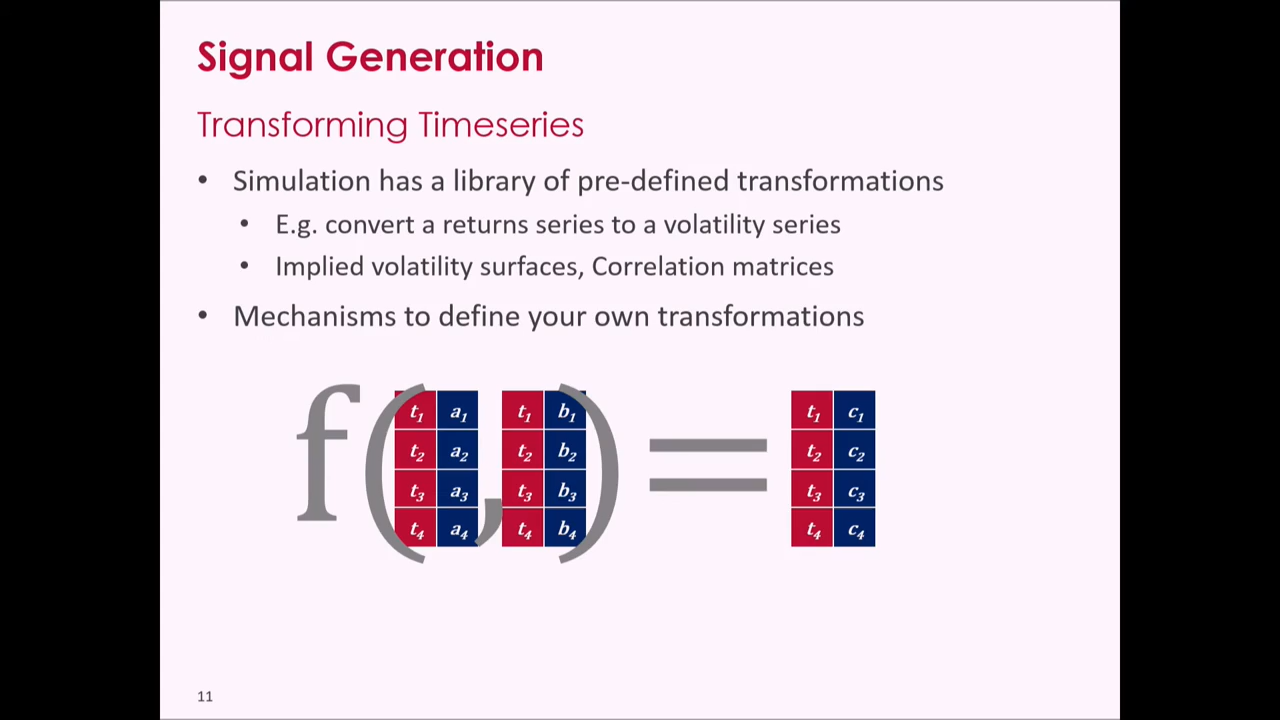 Signal Generation
Transforming Timeseries
• Simulation has a library of pre-defined transformations
• E.g. convert a returns series to a volatility series
• Implied volatility surfaces, Correlation matrices
• Mechanisms to define your own transformations
f( t₁ a₁ , t₁ b₁ ) = t₁ c₁
t₂ a₂ t₂ b₂ t₂ c₂
t₃ a₃ t₃ b₃ t₃ c₃
t₄ a₄ t₄ b₄ t₄ c₄
11